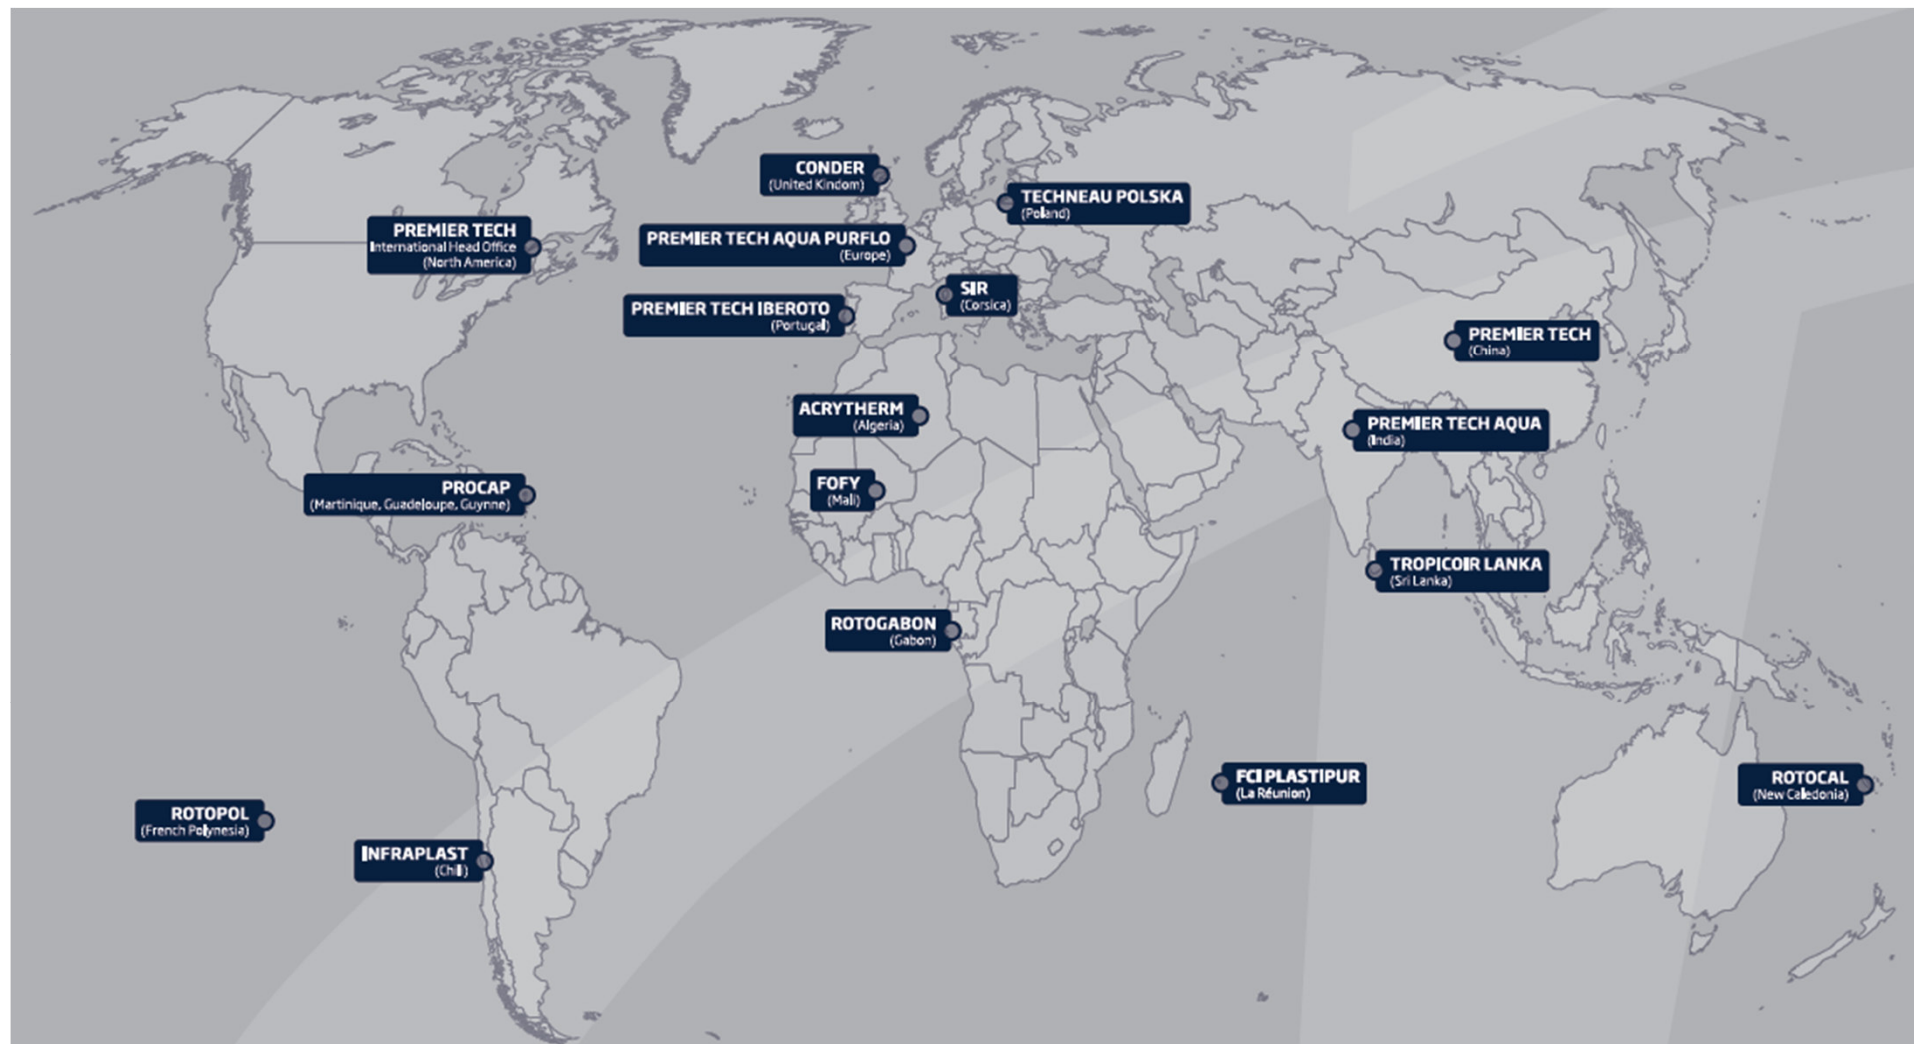 CONDER
(United Kindom)
TECHNEAU POLSKA
(Poland)
PREMIER TECH
International Head Office
(North America)
PREMIER TECH AQUA PURFLO
(Europe)
SIR
(Corsica)
PREMIER TECH IBEROTO
(Portugal)
PREMIER TECH
(China)
ACRYTHERM
(Algeria)
PREMIER TECH AQUA
(India)
PROCAP
(Martinique, Guadeloupe, Guynne)
FOFY
(Mali)
TROPICOIR LANKA
(Sri Lanka)
ROTOGABON
(Gabon)
FCI PLASTIPUR
(La Réunion)
ROTOCAL
(New Caledonia)
ROTOPOL
(French Polynesia)
INFRAPLAST
(Chili)